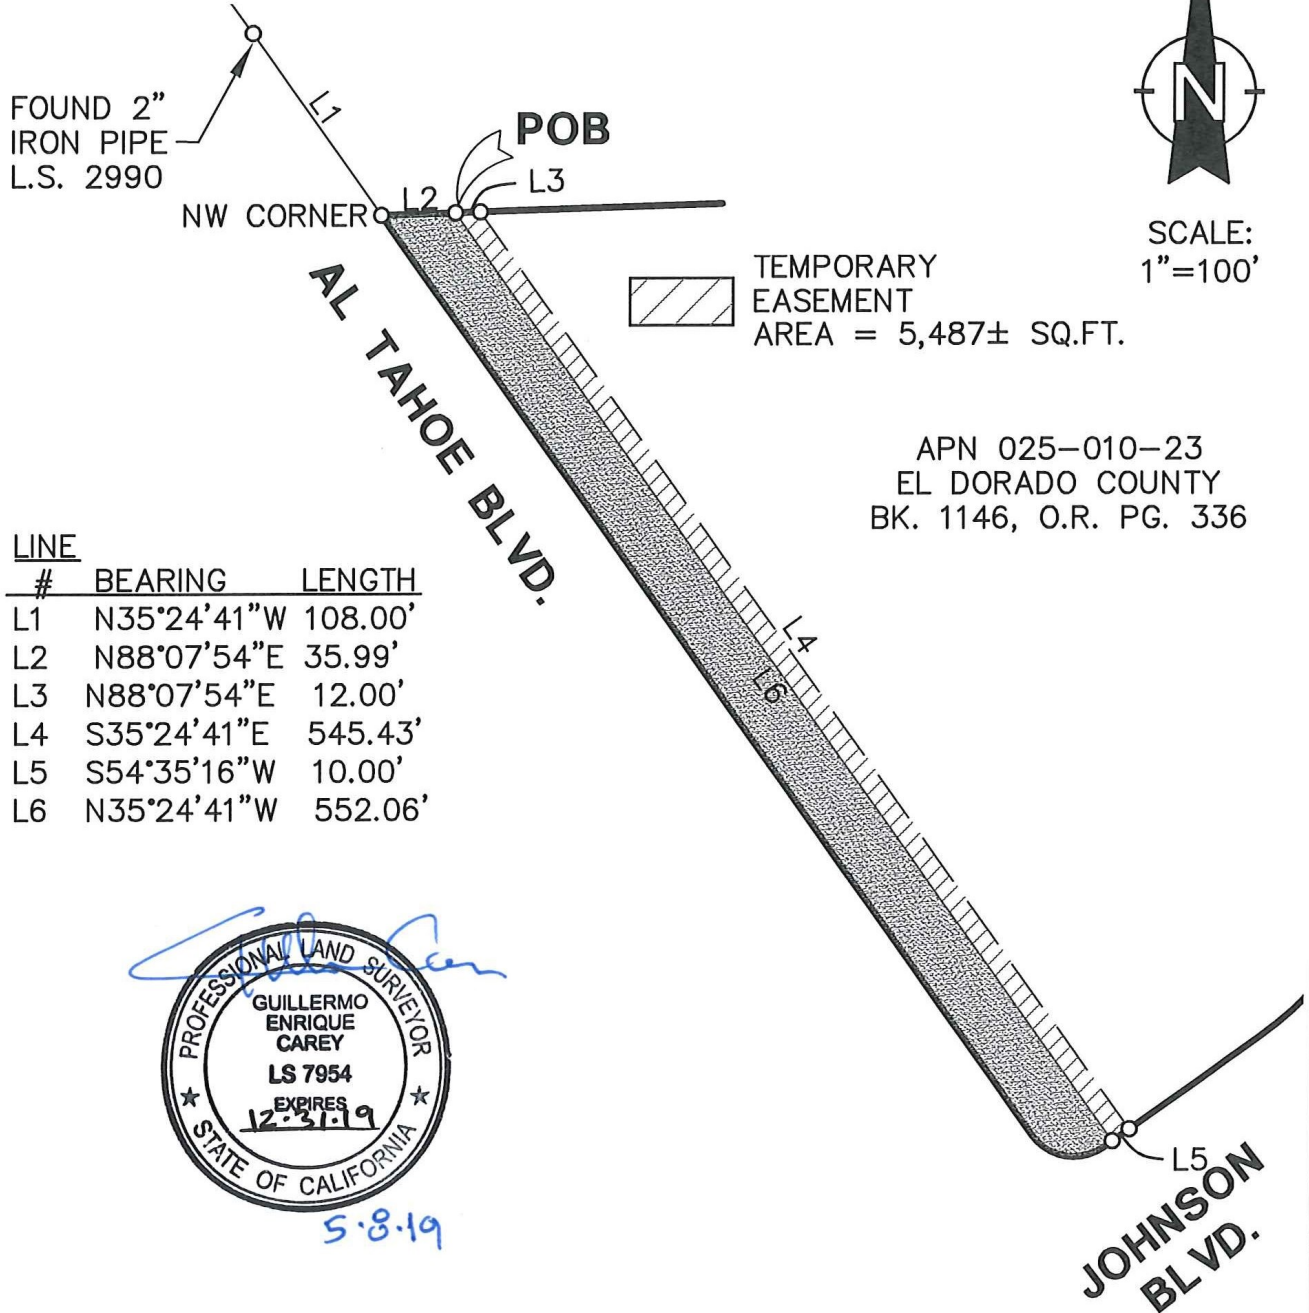 FOUND 2"
IRON PIPE
L.S. 2990
L1
POB
L2
L3
NW CORNER
N
SCALE:
1"=100'
TEMPORARY
EASEMENT
AREA = 5,487± SQ.FT.
AL TAHOE BLVD.
APN 025-010-23
EL DORADO COUNTY
BK. 1146, O.R. PG. 336
LINE
# BEARING LENGTH
L1 N35°24'41"W 108.00'
L2 N88°07'54"E 35.99'
L3 N88°07'54"E 12.00'
L4 S35°24'41"E 545.43'
L5 S54°35'16"W 10.00'
L6 N35°24'41"W 552.06'
L4
L6
PROFESSIONAL LAND SURVEYOR
GUILLERMO
ENRIQUE
CAREY
LS 7954
EXPIRES
12-31-19
STATE OF CALIFORNIA
5.8.19
L5
JOHNSON
BLVD.